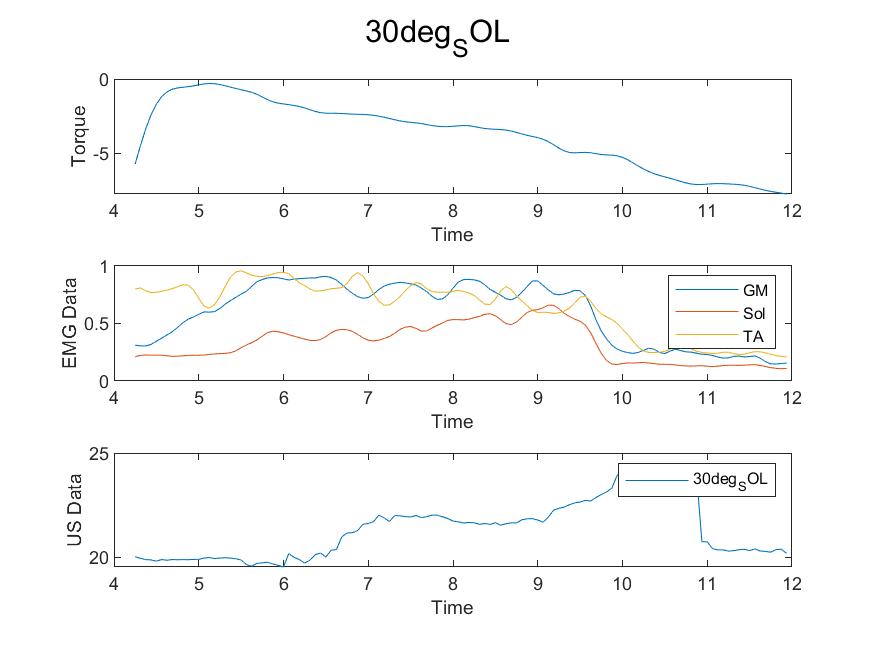 30deg_SOL
0
-5
Torque
4 5 6 7 8 9 10 11 12
Time
1
0.5
0
EMG Data
GM
Sol
TA
4 5 6 7 8 9 10 11 12
Time
25
20
US Data
30deg_SOL
4 5 6 7 8 9 10 11 12
Time